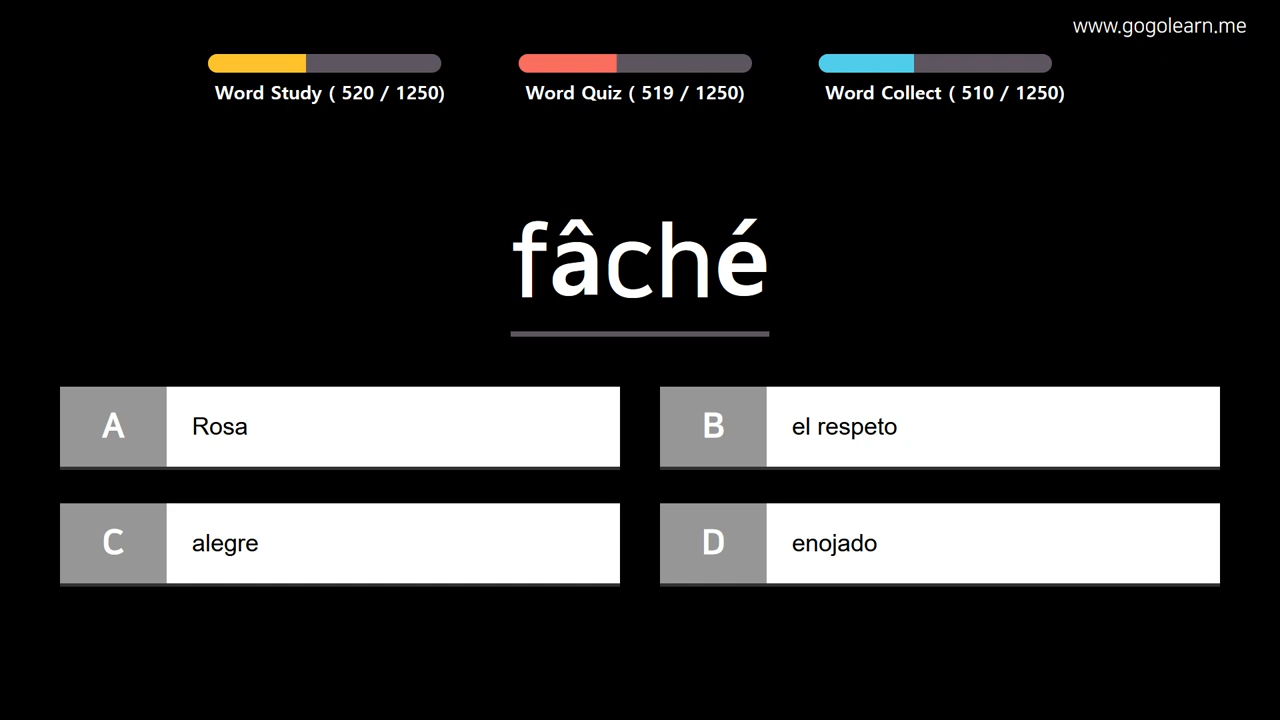 www.gogolearn.me
Word Study ( 520 / 1250)
Word Quiz ( 519 / 1250)
Word Collect ( 510 / 1250)
fâché
A
Rosa
B
el respeto
C
alegre
D
enojado